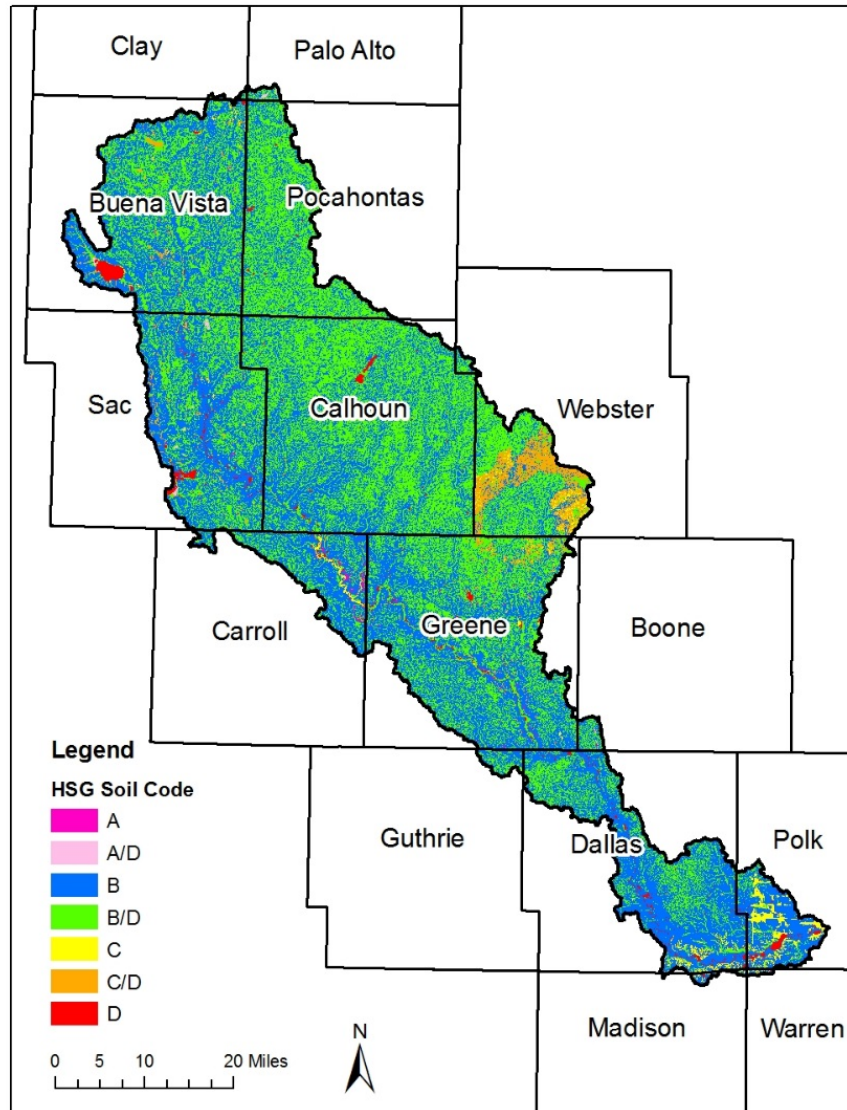 Clay
Palo Alto
Buena Vista
Pocahontas
Sac
Calhoun
Webster
Carroll
Greene
Boone
Guthrie
Dallas
Polk
Madison
Warren
Legend
HSG Soil Code
A
A/D
B
B/D
C
C/D
D
N
0 5 10 20 Miles